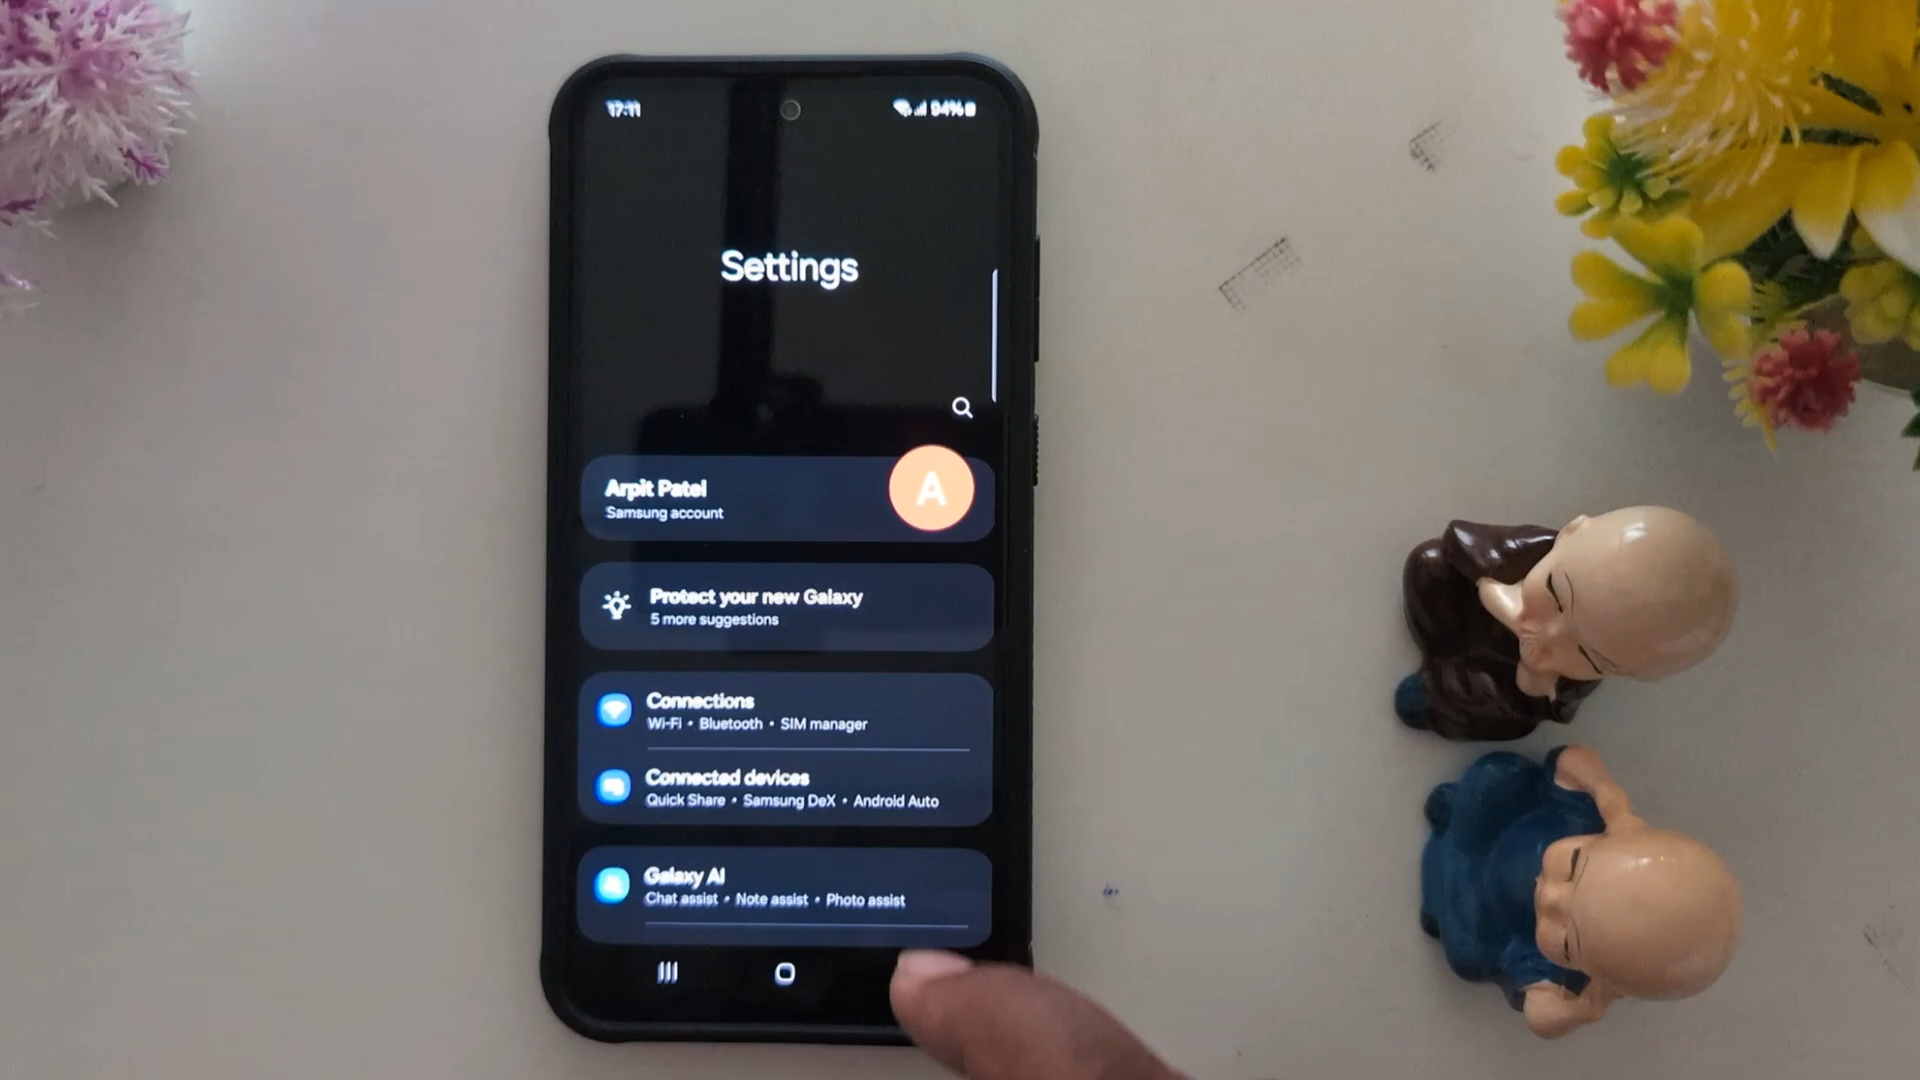 17:11
94%
Settings
Arpit Patel
A
Samsung account
Protect your new Galaxy
5 more suggestions
Connections
Wi-Fi • Bluetooth • SIM manager
Connected devices
Quick Share • Samsung DeX • Android Auto
Galaxy AI
Chat assist • Note assist • Photo assist